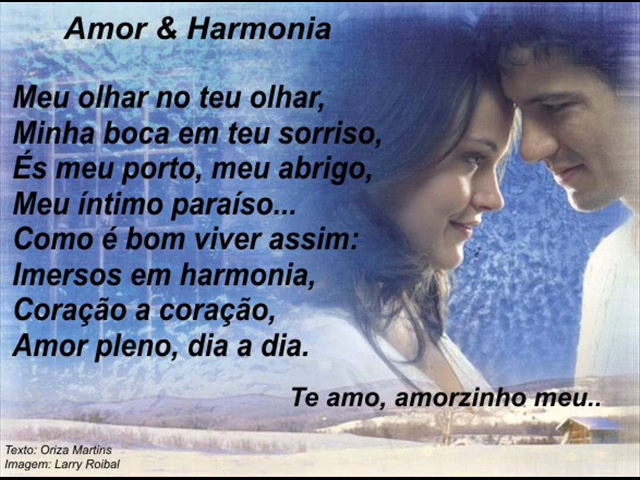 Amor & Harmonia
Meu olhar no teu olhar,
Minha boca em teu sorriso,
És meu porto, meu abrigo,
Meu íntimo paraíso...
Como é bom viver assim:
Imersos em harmonia,
Coração a coração,
Amor pleno, dia a dia.
Te amo, amorzinho meu..
Texto: Oriza Martins
Imagem: Larry Roibal